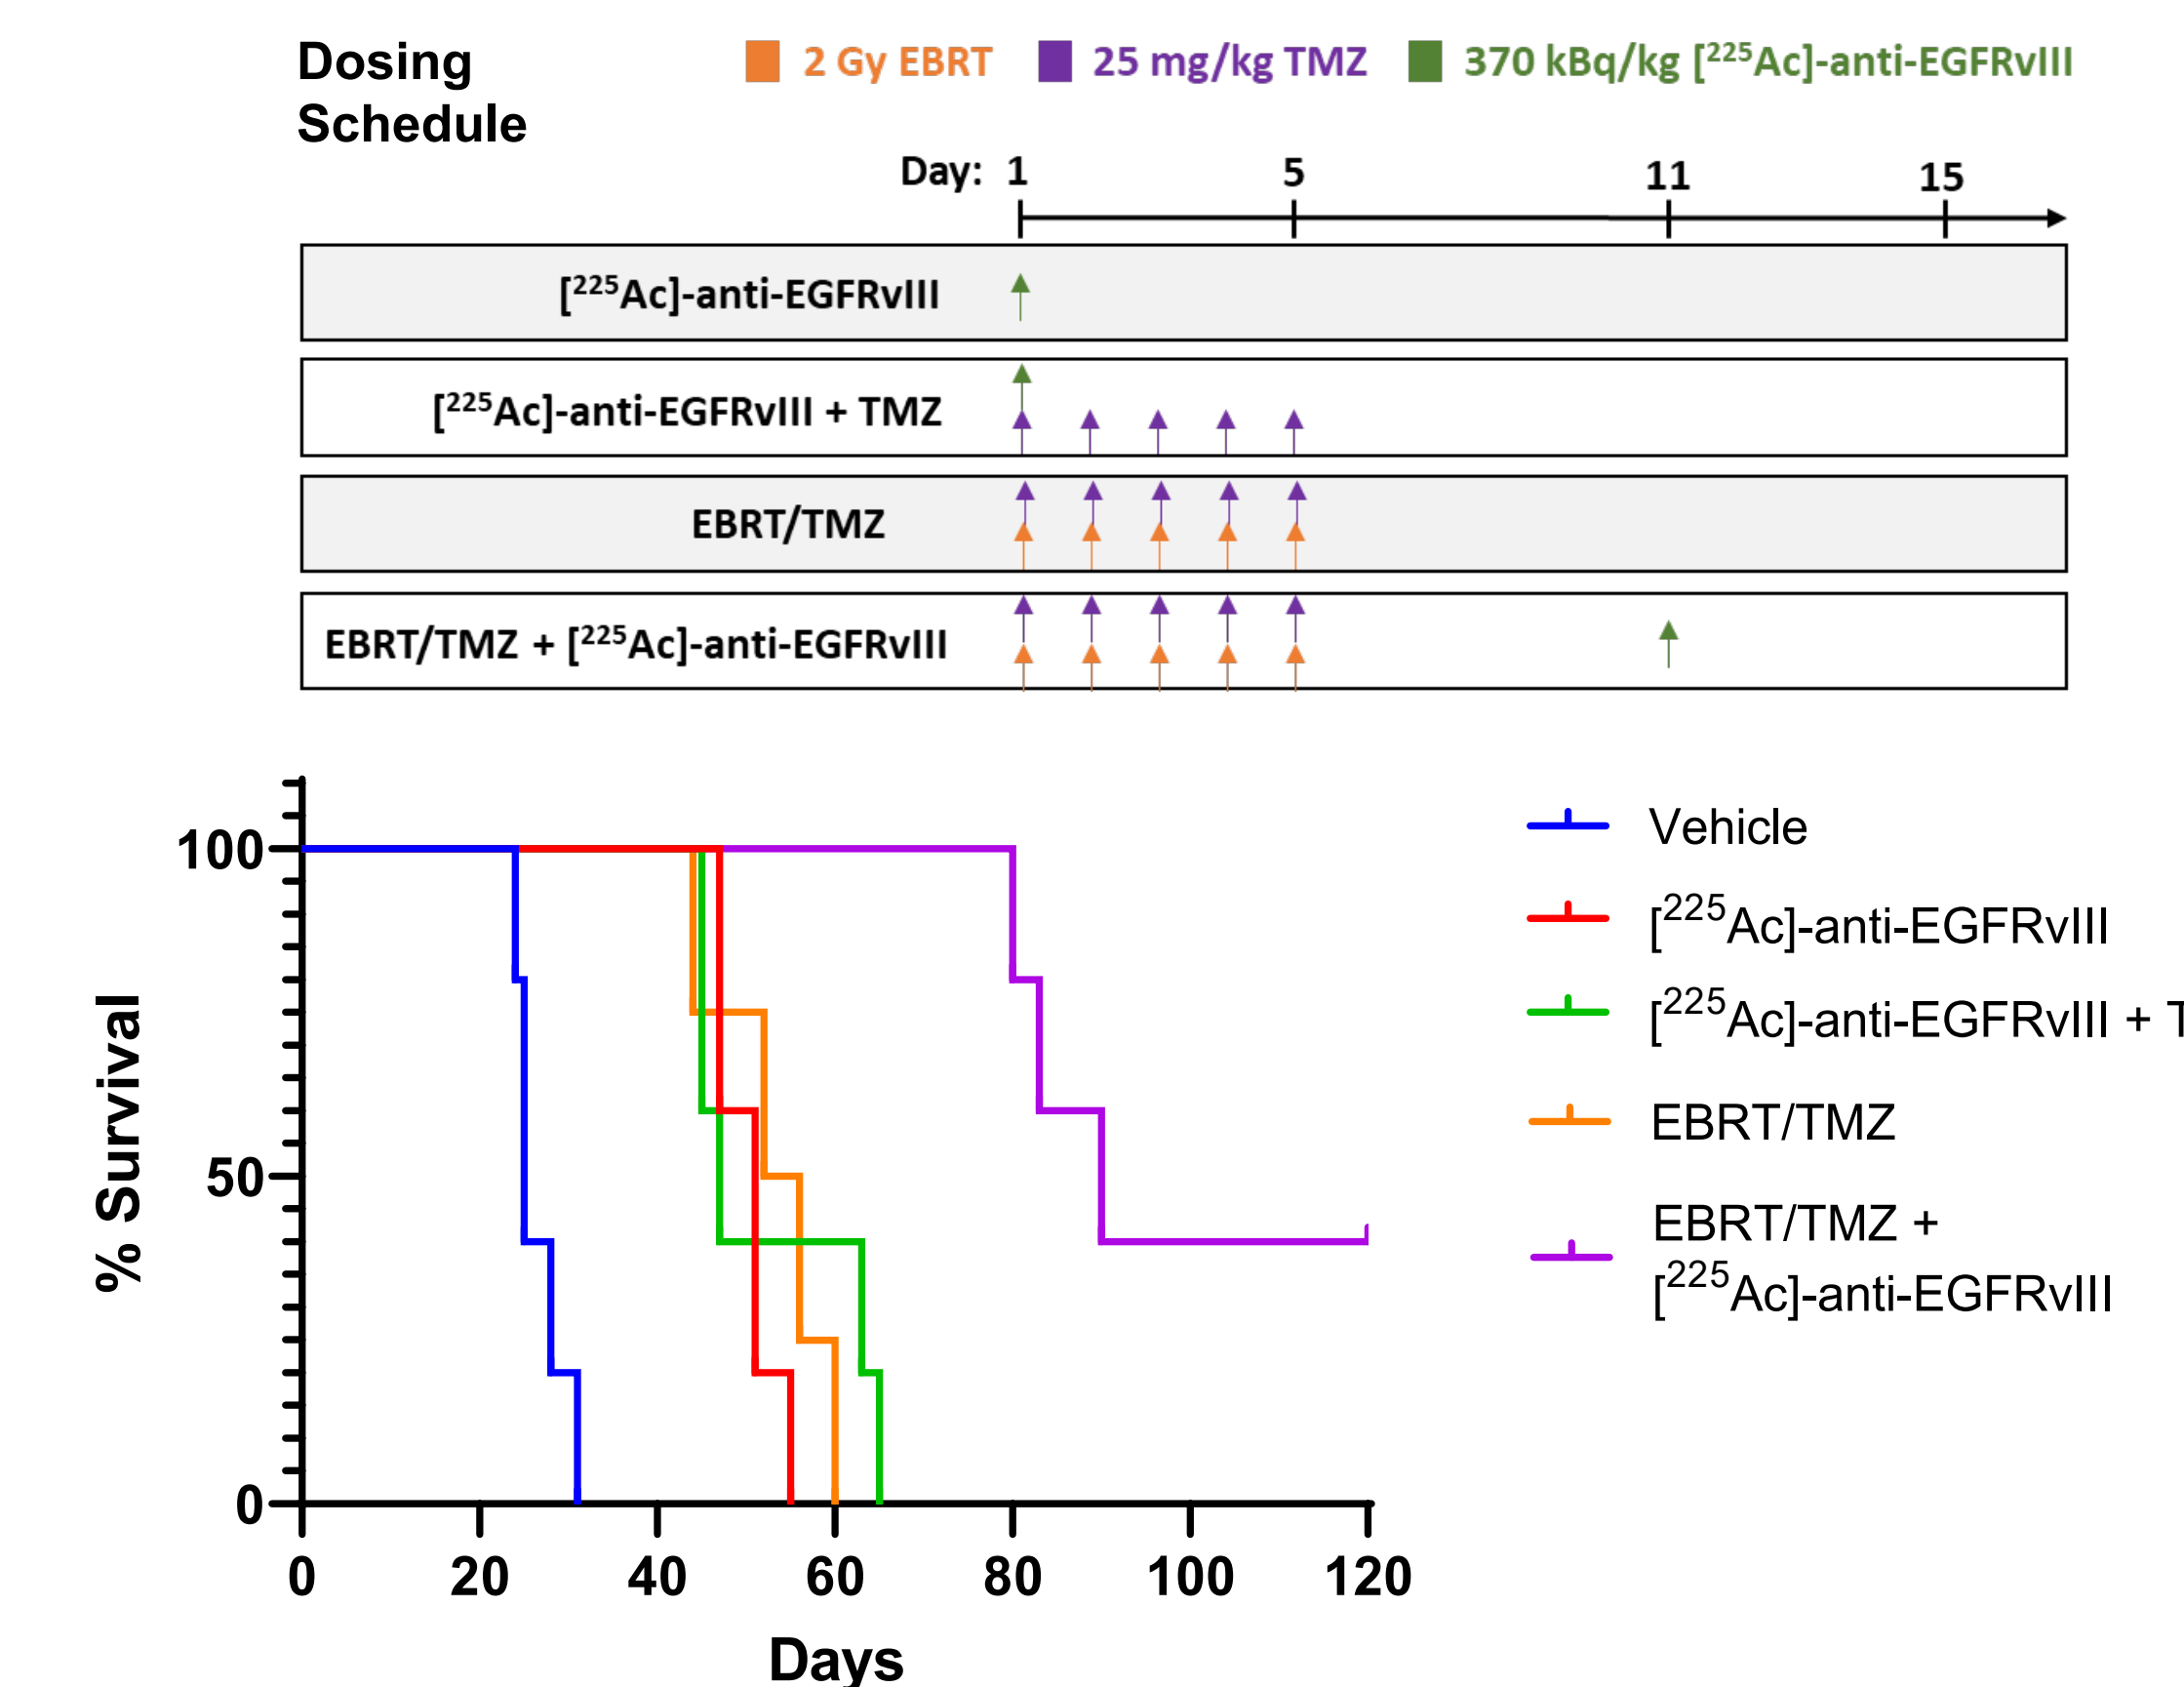 Dosing
Schedule
2 Gy EBRT 25 mg/kg TMZ 370 kBq/kg [²²⁵Ac]-anti-EGFRvIII
Day: 1 5 11 15
[²²⁵Ac]-anti-EGFRvIII
[²²⁵Ac]-anti-EGFRvIII + TMZ
EBRT/TMZ
EBRT/TMZ + [²²⁵Ac]-anti-EGFRvIII
% Survival
100
50
0
0 20 40 60 80 100 120
Days
Vehicle
[²²⁵Ac]-anti-EGFRvIII
[²²⁵Ac]-anti-EGFRvIII + T
EBRT/TMZ
EBRT/TMZ +
[²²⁵Ac]-anti-EGFRvIII